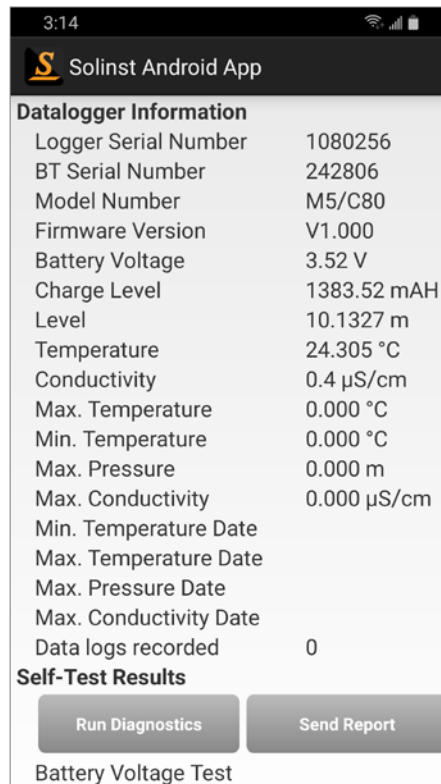 3:14
S Solinst Android App
Datalogger Information
Logger Serial Number 1080256
BT Serial Number 242806
Model Number M5/C80
Firmware Version V1.000
Battery Voltage 3.52 V
Charge Level 1383.52 mAH
Level 10.1327 m
Temperature 24.305 °C
Conductivity 0.4 µS/cm
Max. Temperature 0.000 °C
Min. Temperature 0.000 °C
Max. Pressure 0.000 m
Max. Conductivity 0.000 µS/cm
Min. Temperature Date
Max. Temperature Date
Max. Pressure Date
Max. Conductivity Date
Data logs recorded 0
Self-Test Results
Run Diagnostics Send Report
Battery Voltage Test